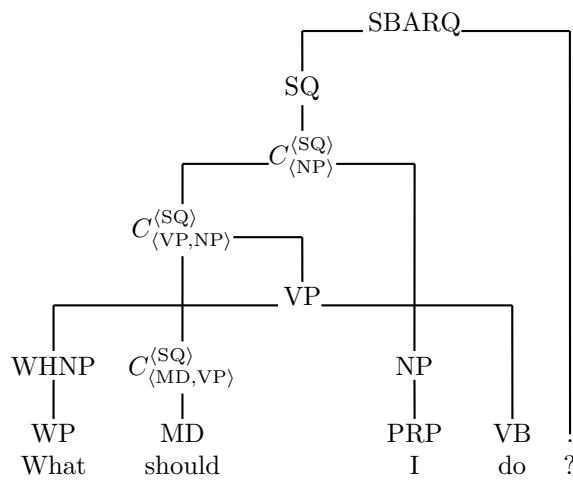 SBARQ
SQ
C⟨SQ⟩⟨NP⟩
C⟨SQ⟩⟨VP,NP⟩
VP
WHNP C⟨SQ⟩⟨MD,VP⟩ NP
WP MD PRP VB .
What should I do ?